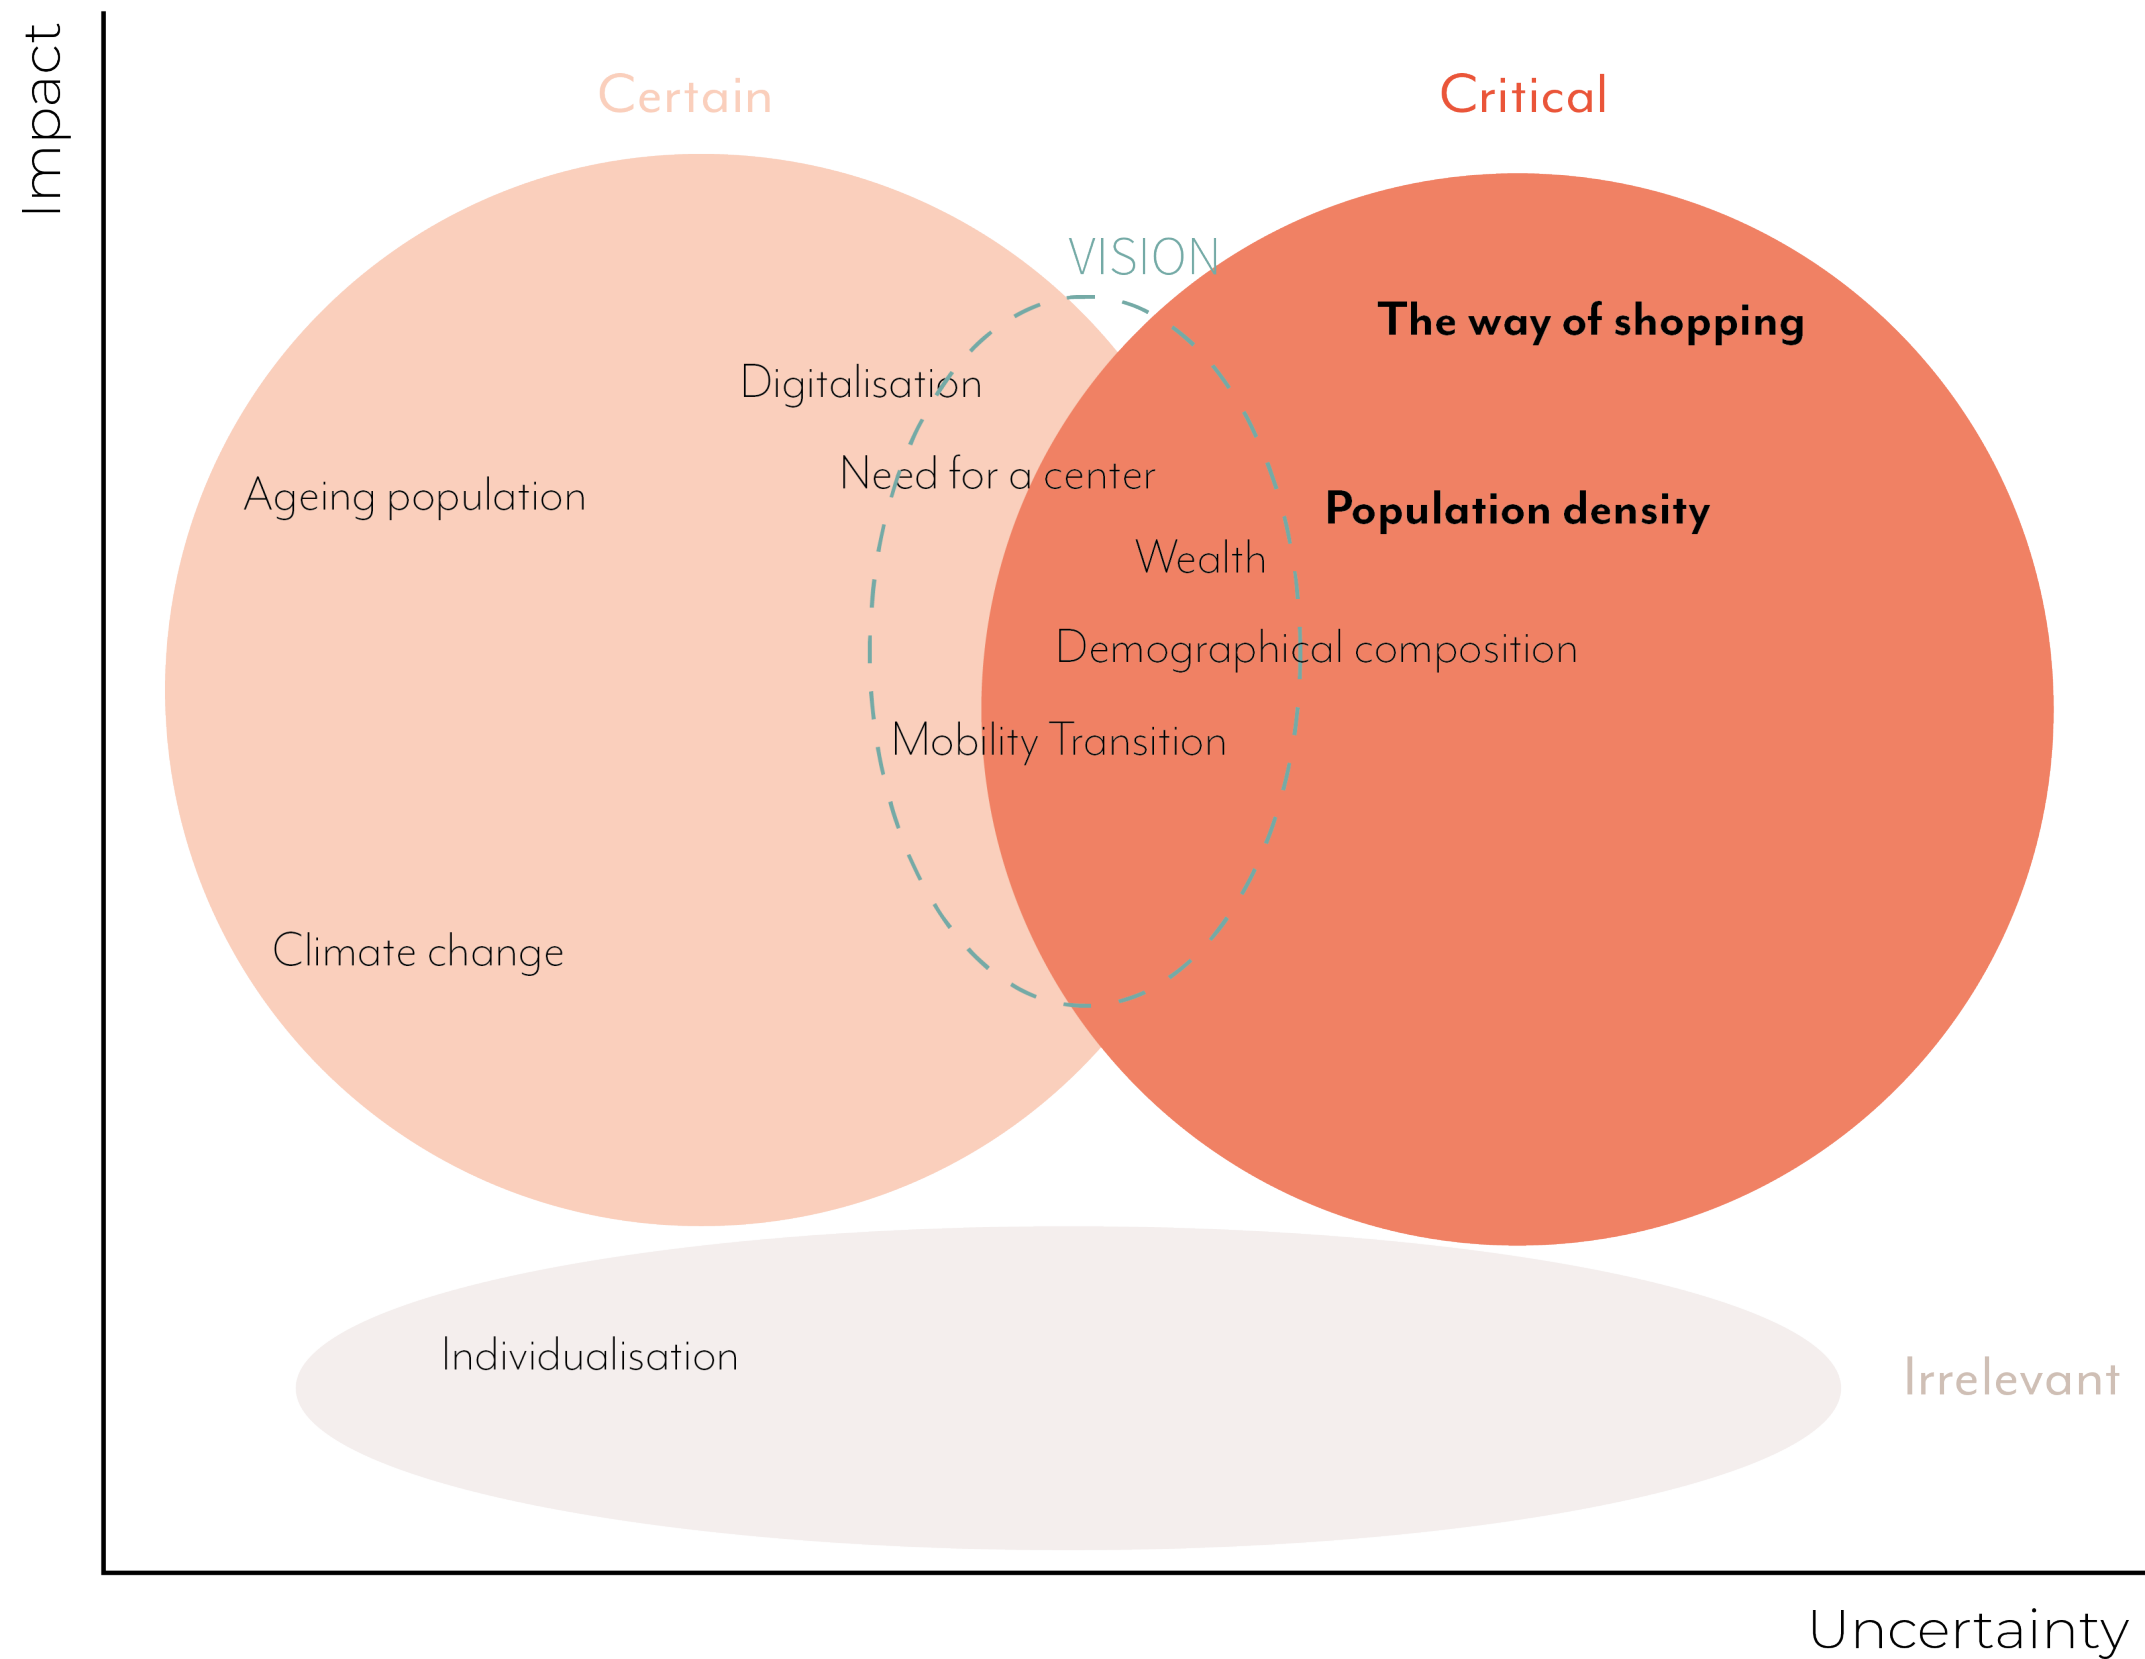 Impact
Certain
Critical
VISION
The way of shopping
Digitalisation
Need for a center
Ageing population
Population density
Wealth
Demographical composition
Mobility Transition
Climate change
Individualisation
Irrelevant
Uncertainty